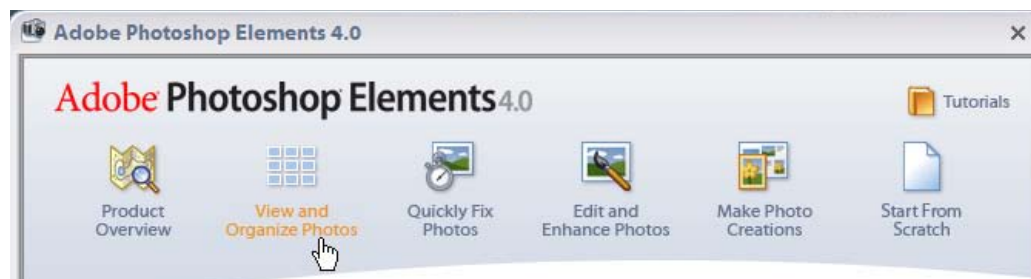 Adobe Photoshop Elements 4.0
Adobe Photoshop Elements 4.0
Tutorials
Product
Overview
View and
Organize Photos
Quickly Fix
Photos
Edit and
Enhance Photos
Make Photo
Creations
Start From
Scratch